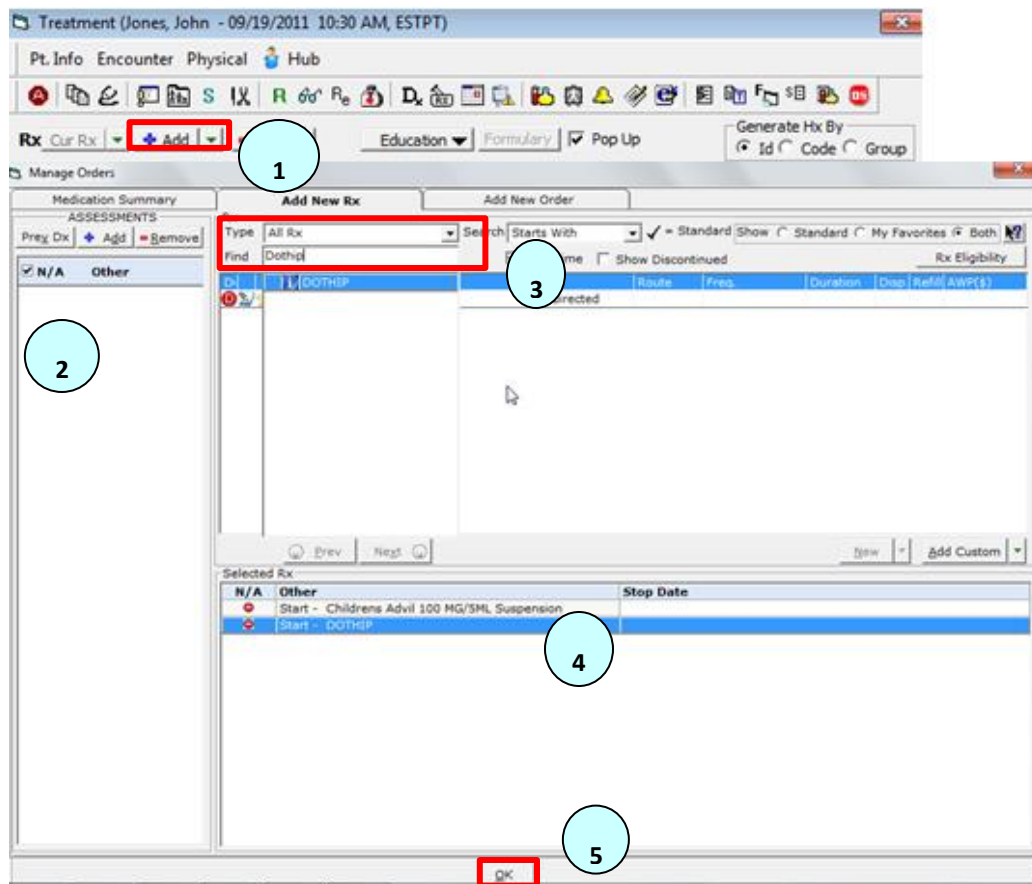 Treatment (Jones, John - 09/19/2011 10:30 AM, ESTPT)
Pt. Info Encounter Physical Hub
Rx Cur Rx Add Education Formulary Pop Up
Generate Hx By
Id Code Group
1
Manage Orders
Medication Summary Add New Rx Add New Order
ASSESSMENTS
Prev Dx Add Remove
Type All Rx Search Starts With = Standard Show Standard My Favorites Both
Find Dothip Show Discontinued Rx Eligibility
N/A Other
DOTHIP Route Freq. Duration Disp Refill AWP($)
2
3
Prev Next New Add Custom
Selected Rx
N/A Other Stop Date
Start - Childrens Advil 100 MG/5ML Suspension
Start - DOTHIP
4
5
OK